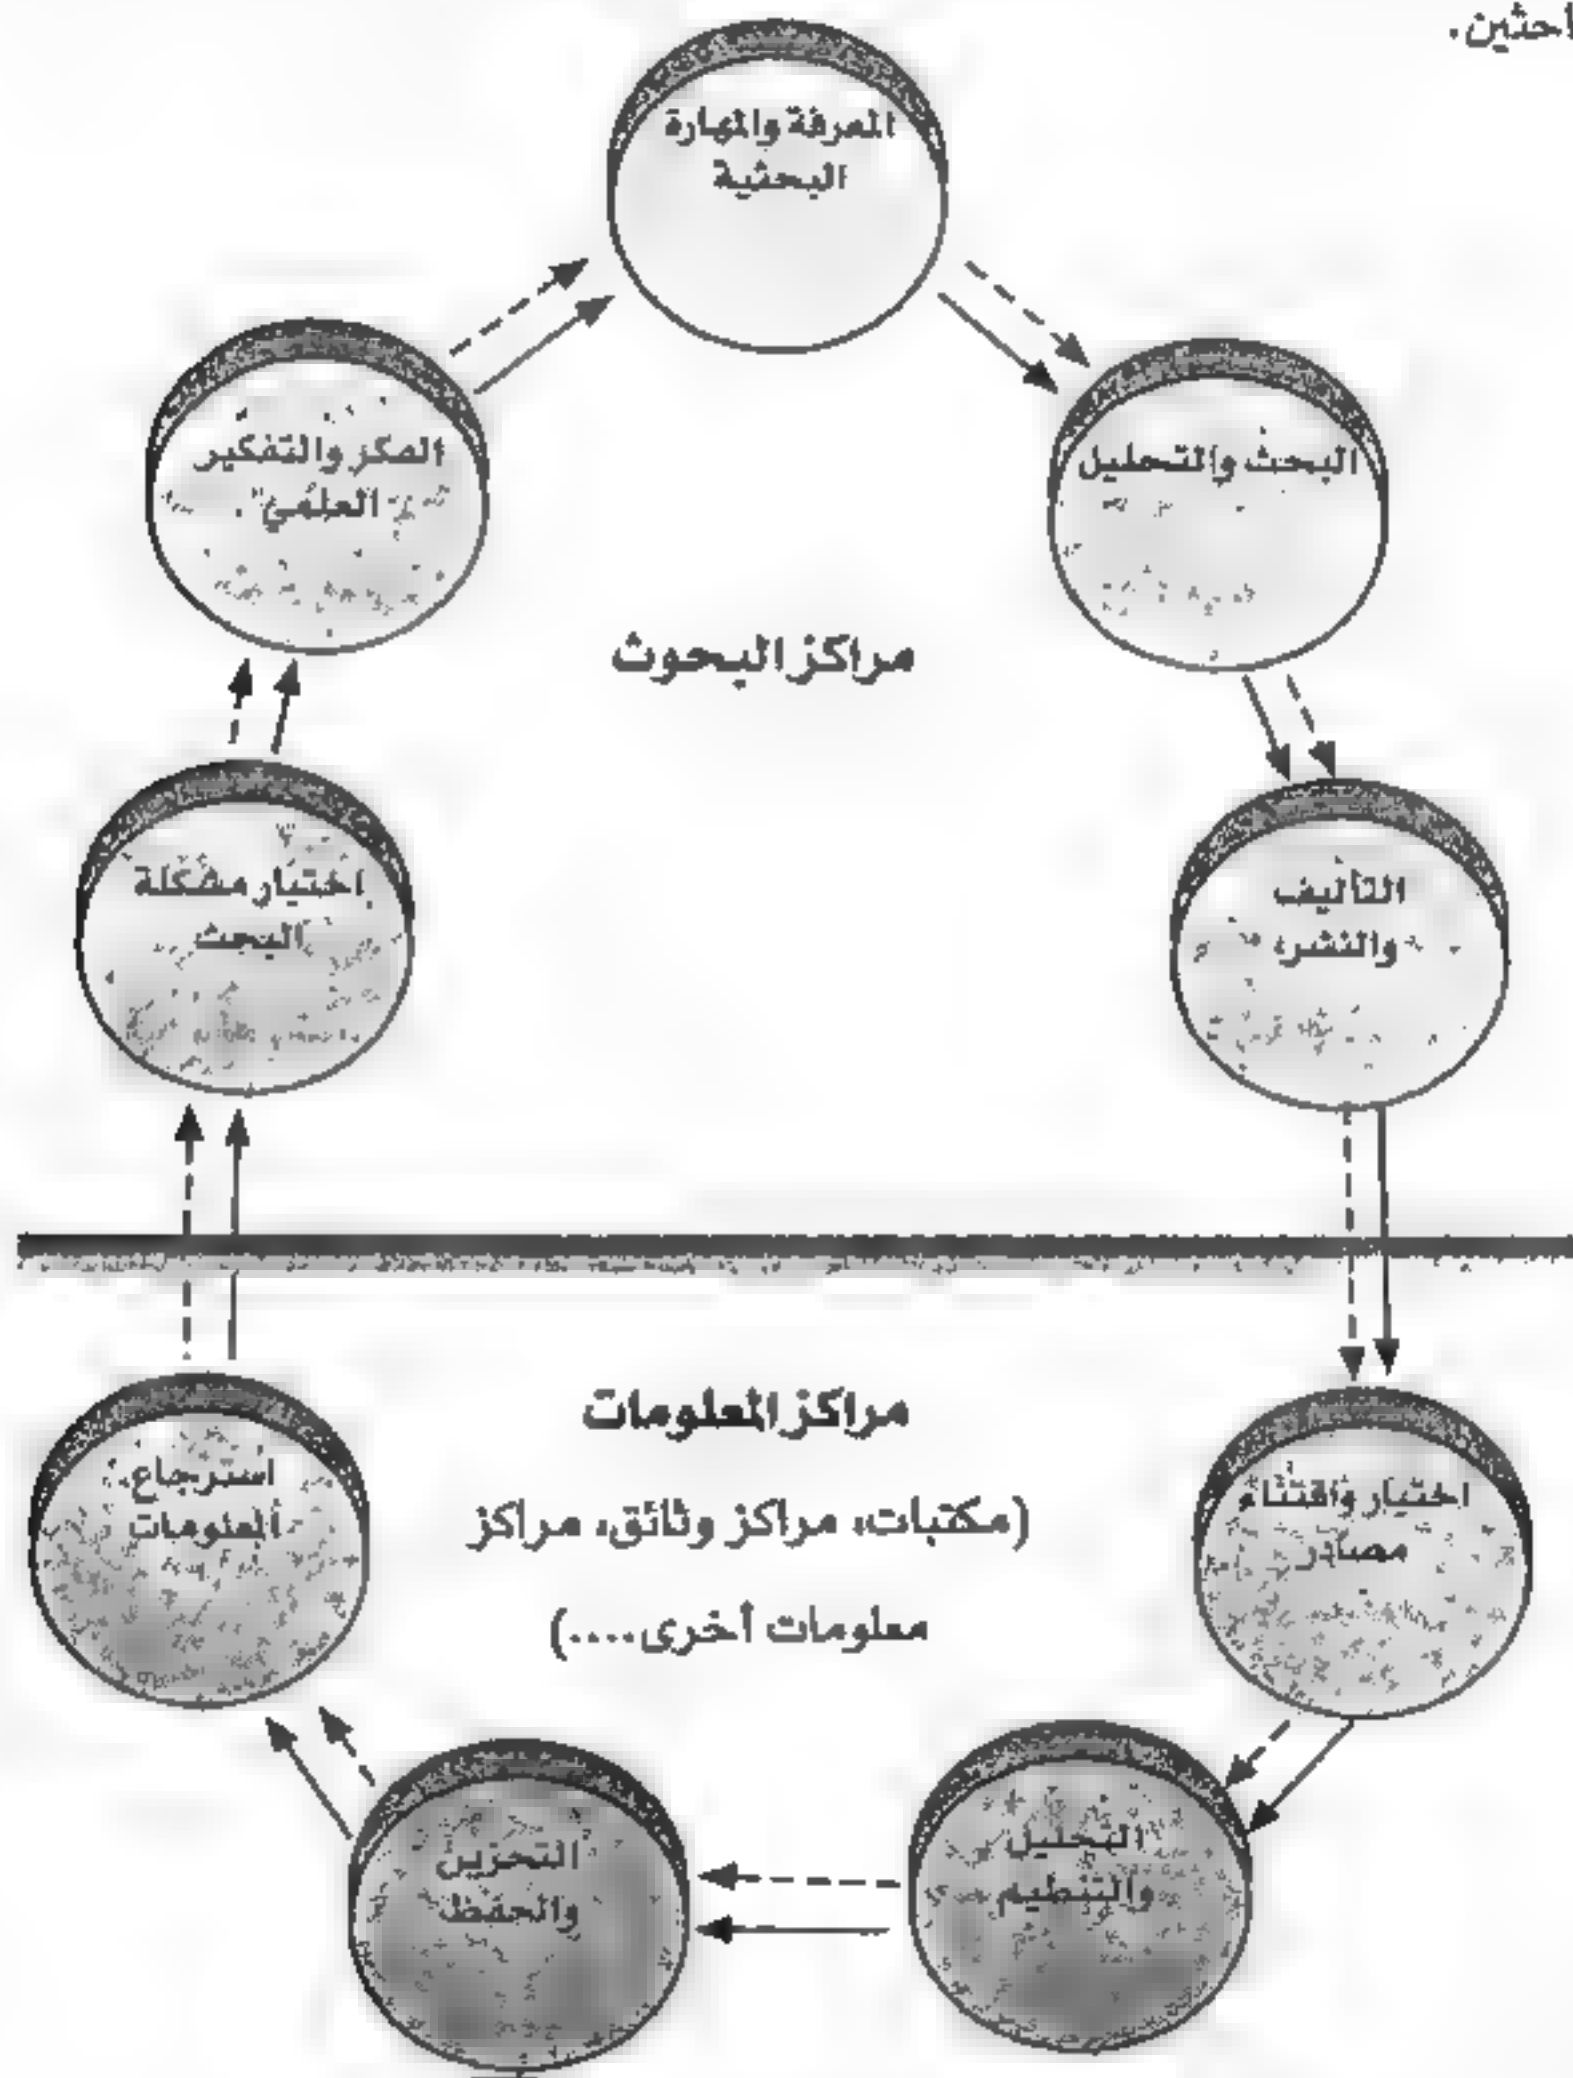 احثين.
المعرفة والمهارة
البحثية
البحث والتحليل
الفكر والتفكير
العلمي
مراكز البحوث
اختيار مشكلة
البحث
التأليف
والنشر
مراكز المعلومات
(مكتبات، مراكز وثائق، مراكز
معلومات أخرى....)
اختيار واقتناء
مصادر
استرجاع
المعلومات
التحليل
والتنظيم
التخزين
والحفظ